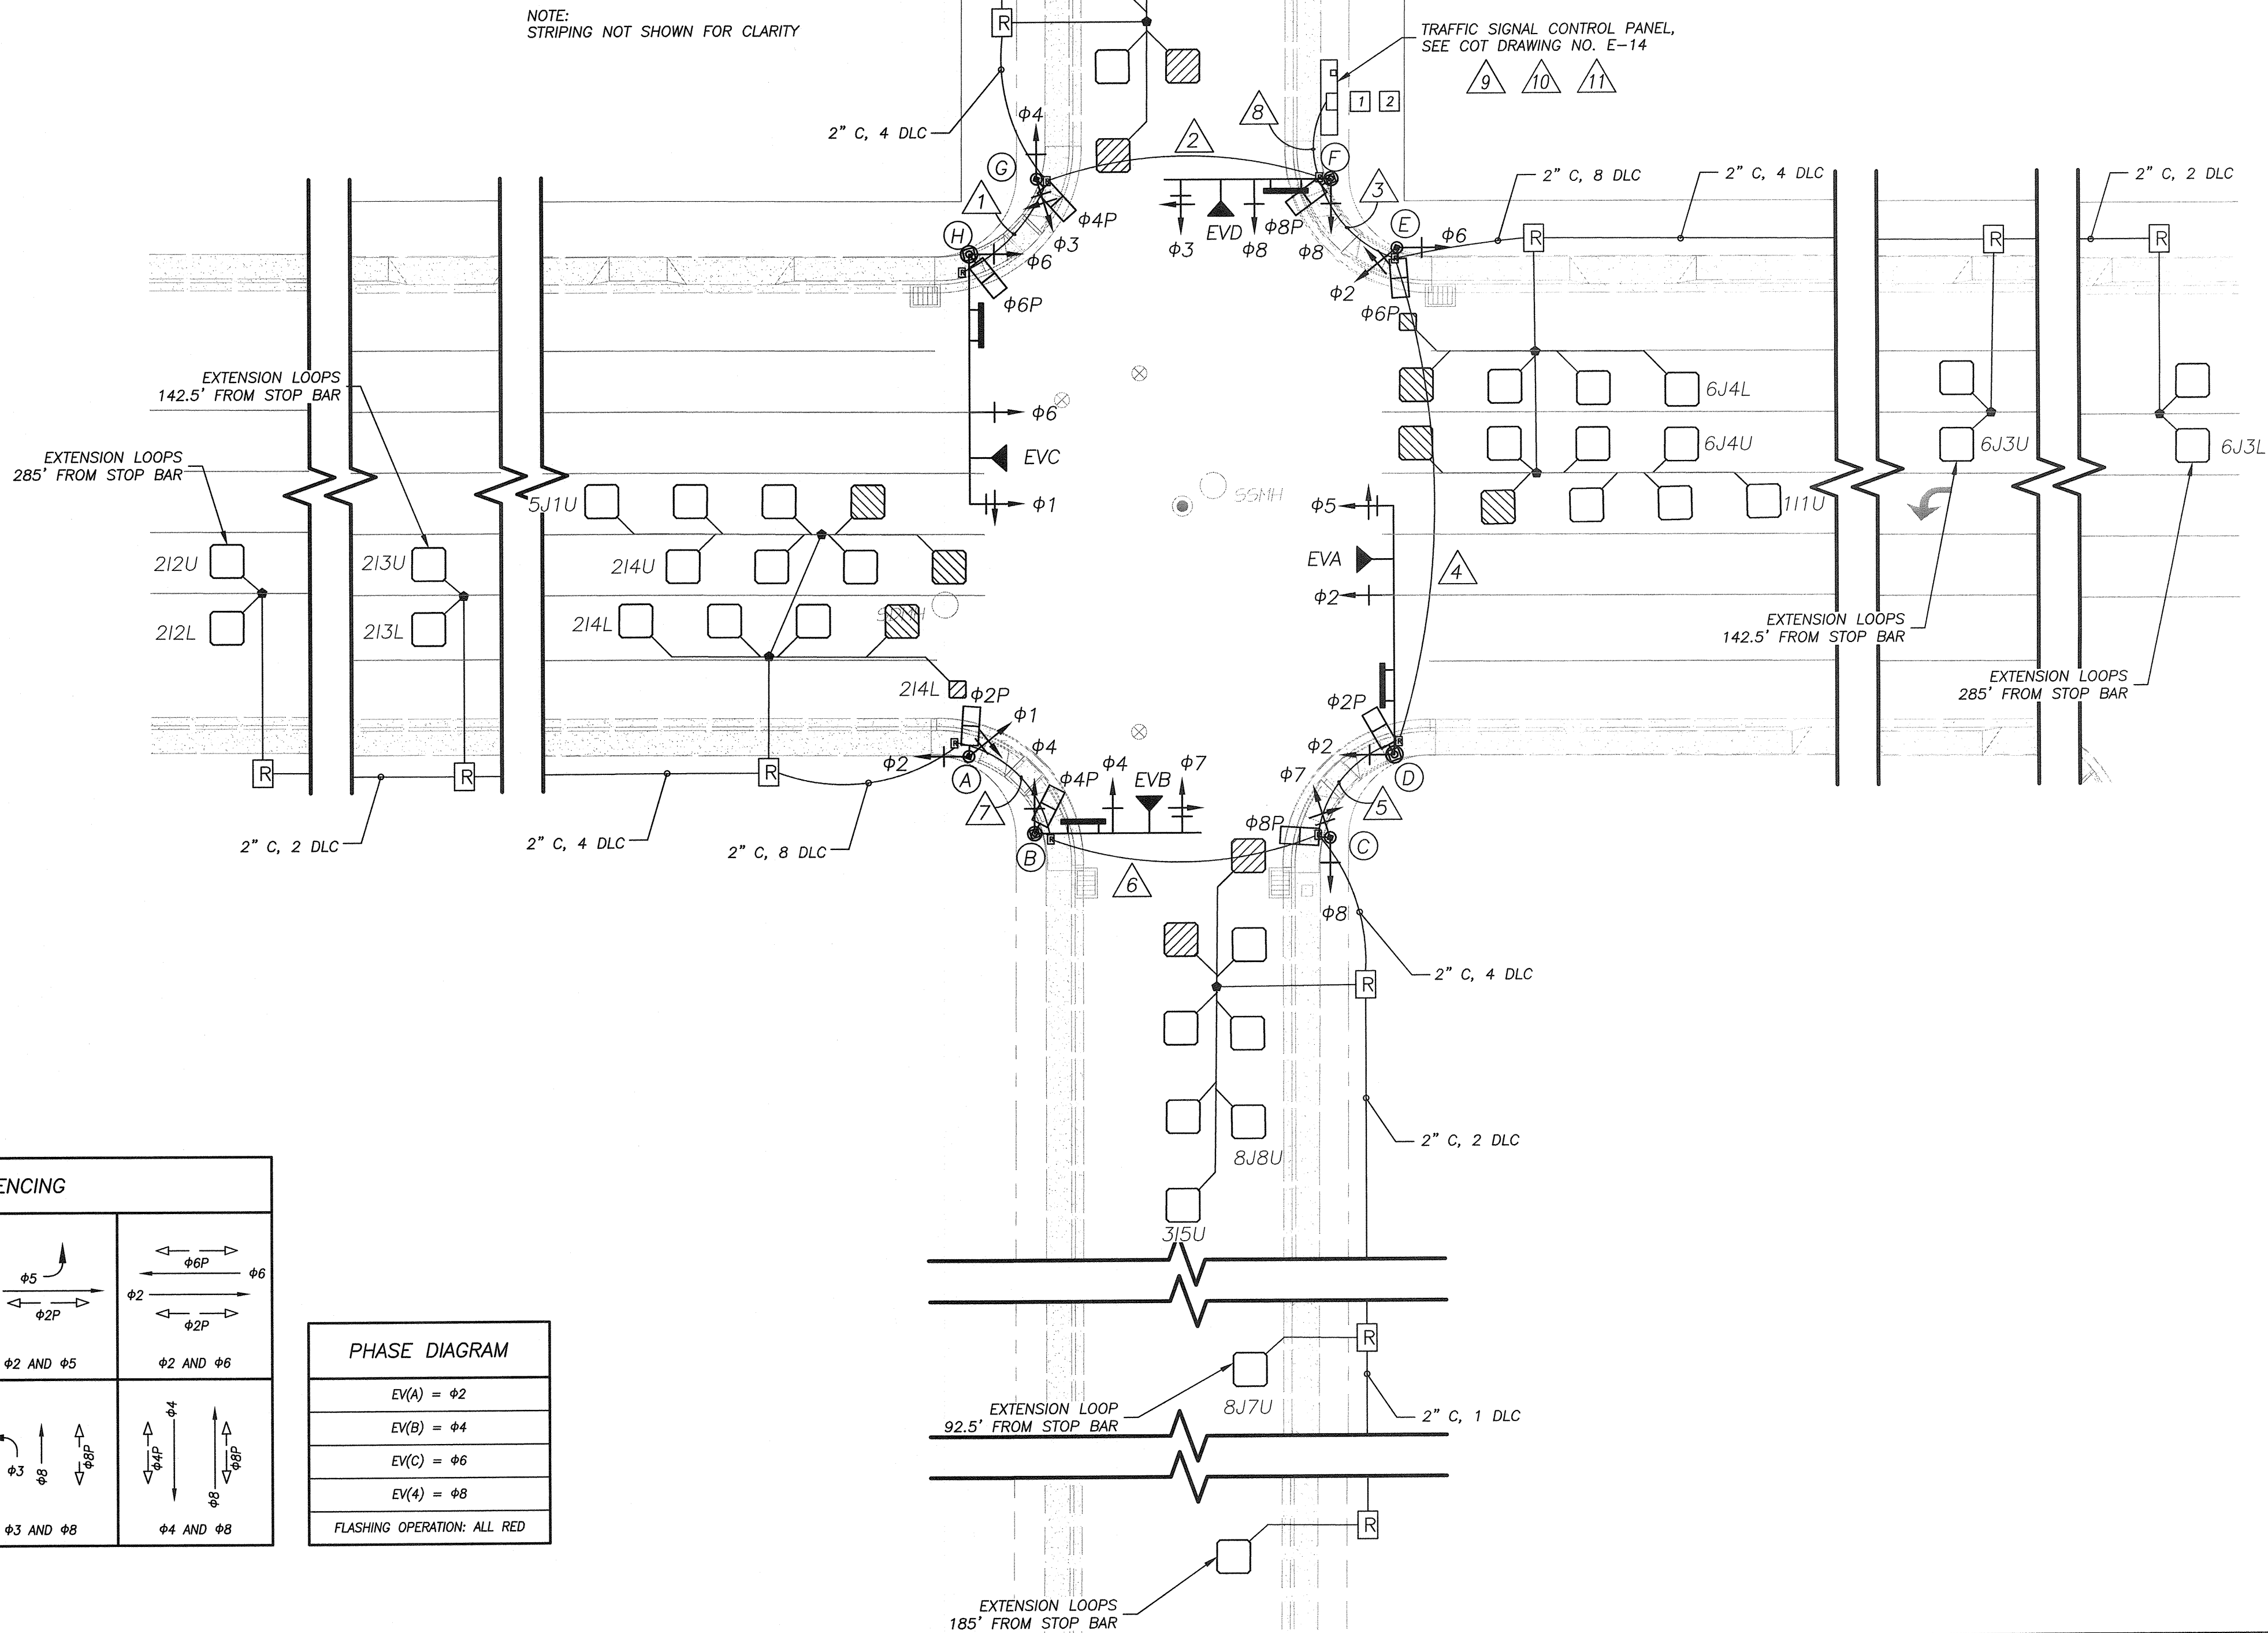 NOTE:
STRIPING NOT SHOWN FOR CLARITY
R
TRAFFIC SIGNAL CONTROL PANEL,
SEE COT DRAWING NO. E-14
9 10 11
1 2
8
2" C, 4 DLC
ϕ4
2
G
F
3
2" C, 8 DLC
2" C, 4 DLC
2" C, 2 DLC
1
ϕ4P
ϕ3
H
ϕ6
ϕ6P
ϕ3
EVD
ϕ8
ϕ8P
ϕ8
E
ϕ6
R
R
R
ϕ2
ϕ6P
EXTENSION LOOPS
142.5' FROM STOP BAR
6J4L
ϕ6
6J4U
6J3U
6J3L
EXTENSION LOOPS
285' FROM STOP BAR
EVC
5J1U
ϕ1
SSMH
ϕ5
1I1U
2I2U
2I3U
2I4U
EVA
4
ϕ2
2I2L
2I3L
2I4L
SDMH
EXTENSION LOOPS
142.5' FROM STOP BAR
EXTENSION LOOPS
285' FROM STOP BAR
2I4L
ϕ2P
ϕ1
ϕ2P
R
R
R
ϕ2
A
ϕ4
ϕ4P
ϕ4
EVB
ϕ7
ϕ7
ϕ2
D
7
5
2" C, 2 DLC
2" C, 4 DLC
2" C, 8 DLC
B
6
ϕ8P
C
ϕ8
2" C, 4 DLC
R
2" C, 2 DLC
8J8U
3I5U
R
EXTENSION LOOP
92.5' FROM STOP BAR
8J7U
2" C, 1 DLC
R
EXTENSION LOOPS
185' FROM STOP BAR
ENCING
ϕ5
ϕ2P
ϕ2 AND ϕ5
ϕ6P
ϕ6
ϕ2
ϕ2P
ϕ2 AND ϕ6
ϕ3
ϕ8
ϕ8P
ϕ3 AND ϕ8
ϕ4P
ϕ4
ϕ8
ϕ8P
ϕ4 AND ϕ8
PHASE DIAGRAM
EV(A) = ϕ2
EV(B) = ϕ4
EV(C) = ϕ6
EV(4) = ϕ8
FLASHING OPERATION: ALL RED